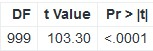 DF t Value Pr > |t|
999 103.30 <.0001